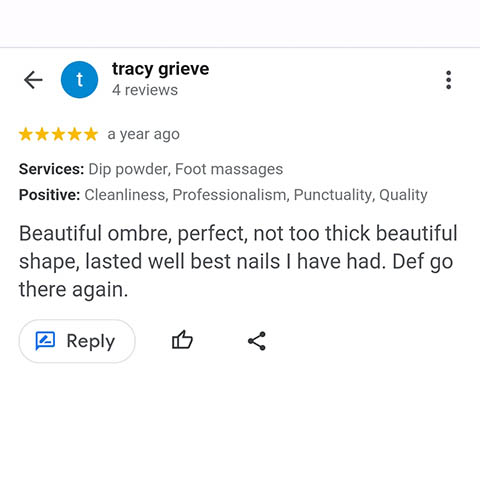 t
tracy grieve
4 reviews
a year ago
Services: Dip powder, Foot massages
Positive: Cleanliness, Professionalism, Punctuality, Quality
Beautiful ombre, perfect, not too thick beautiful
shape, lasted well best nails I have had. Def go
there again.
Reply